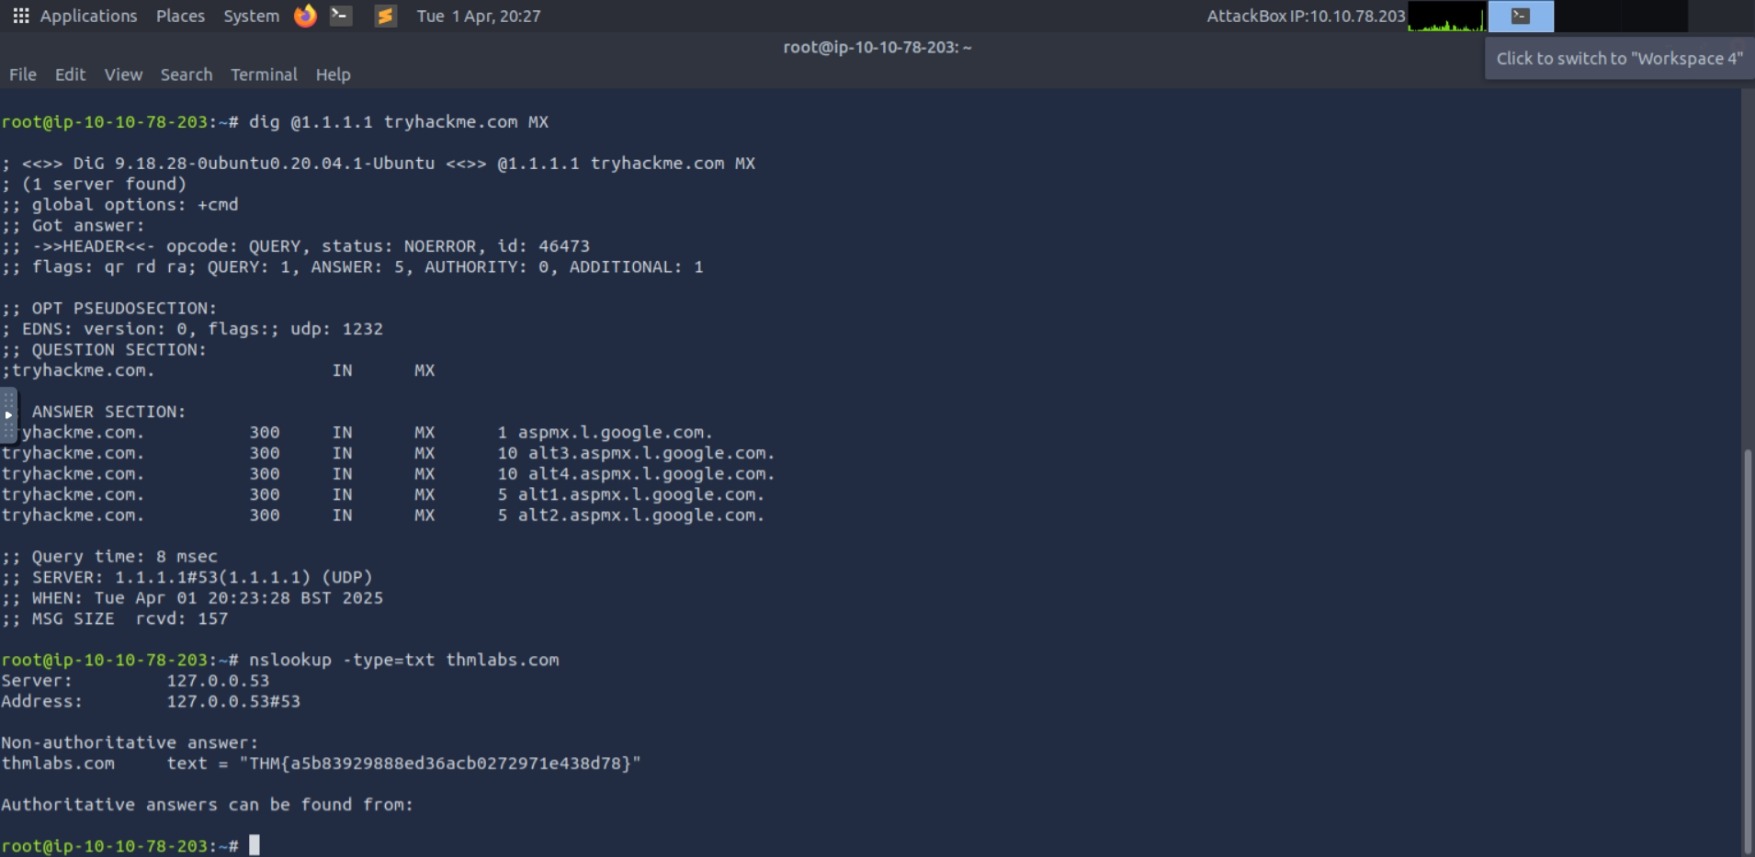 Applications Places System Tue 1 Apr, 20:27 AttackBox IP:10.10.78.203
root@ip-10-10-78-203: ~
Click to switch to "Workspace 4"
File Edit View Search Terminal Help
root@ip-10-10-78-203:~# dig @1.1.1.1 tryhackme.com MX
; <<>> DiG 9.18.28-0ubuntu0.20.04.1-Ubuntu <<>> @1.1.1.1 tryhackme.com MX
; (1 server found)
;; global options: +cmd
;; Got answer:
;; ->>HEADER<<- opcode: QUERY, status: NOERROR, id: 46473
;; flags: qr rd ra; QUERY: 1, ANSWER: 5, AUTHORITY: 0, ADDITIONAL: 1
;; OPT PSEUDOSECTION:
; EDNS: version: 0, flags:; udp: 1232
;; QUESTION SECTION:
;tryhackme.com. IN MX
ANSWER SECTION:
yhackme.com. 300 IN MX 1 aspmx.l.google.com.
tryhackme.com. 300 IN MX 10 alt3.aspmx.l.google.com.
tryhackme.com. 300 IN MX 10 alt4.aspmx.l.google.com.
tryhackme.com. 300 IN MX 5 alt1.aspmx.l.google.com.
tryhackme.com. 300 IN MX 5 alt2.aspmx.l.google.com.
;; Query time: 8 msec
;; SERVER: 1.1.1.1#53(1.1.1.1) (UDP)
;; WHEN: Tue Apr 01 20:23:28 BST 2025
;; MSG SIZE rcvd: 157
root@ip-10-10-78-203:~# nslookup -type=txt thmlabs.com
Server: 127.0.0.53
Address: 127.0.0.53#53
Non-authoritative answer:
thmlabs.com text = "THM{a5b83929888ed36acb0272971e438d78}"
Authoritative answers can be found from:
root@ip-10-10-78-203:~#